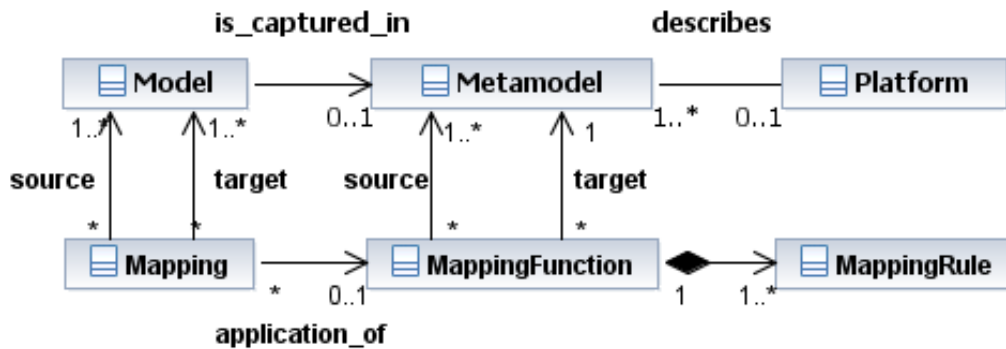 is_captured_in describes
Model Metamodel Platform
1..* 1..* 0..1 1..* 1 1..* 0..1
source target source target
* * * *
Mapping MappingFunction MappingRule
* 0..1 1 1..*
application_of